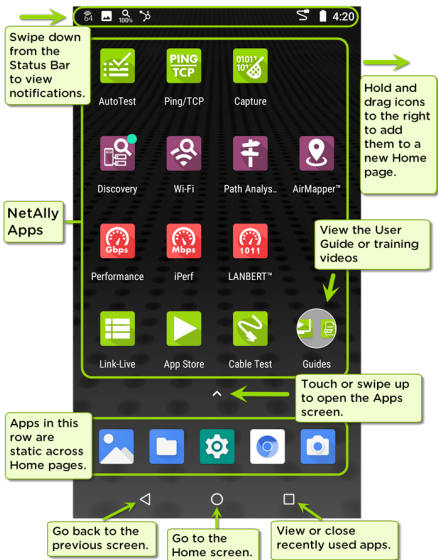 64
100%
4:20
Swipe down
from the
Status Bar
to view
notifications.
PING
TCP
01011
101
AutoTest
Ping/TCP
Capture
Hold and
drag icons
to the right
to add
them to a
new Home
page.
Discovery
Wi-Fi
Path Analys..
AirMapper™
NetAlly
Apps
Gbps
Mbps
1011
View the User
Guide or training
videos
Performance
iPerf
LANBERT™
Link-Live
App Store
Cable Test
Guides
Touch or swipe up
to open the Apps
screen.
Apps in this
row are
static across
Home pages.
Go back to the
previous screen.
Go to the
Home screen.
View or close
recently used apps.